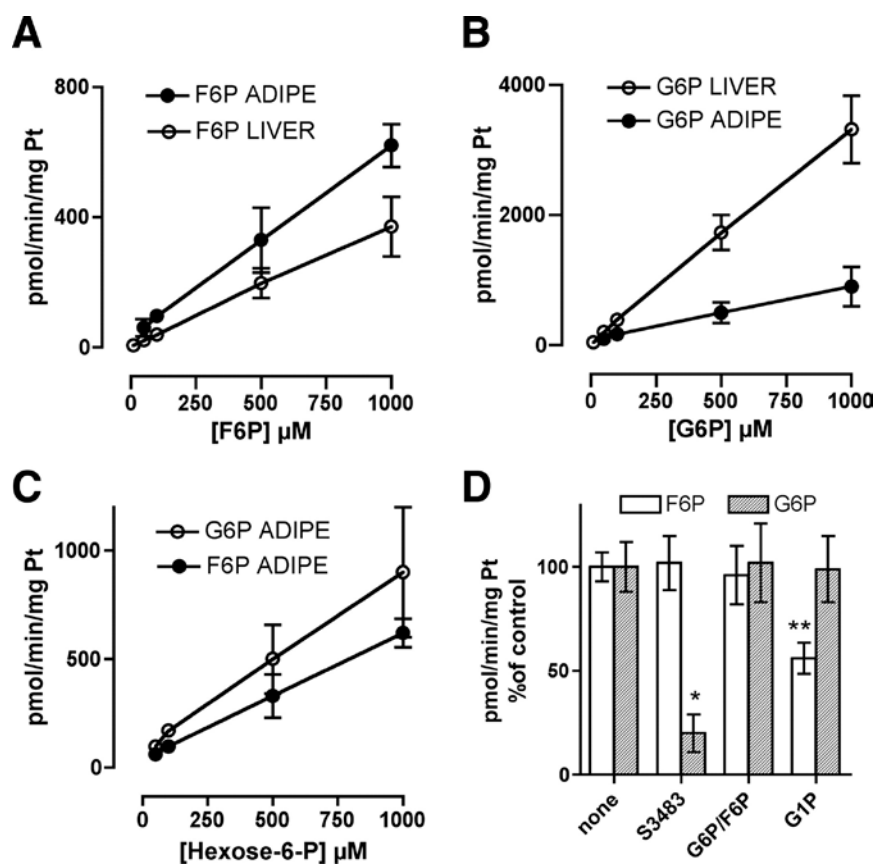 A
800
400
0
pmol/min/mg Pt
F6P ADIPE
F6P LIVER
0 250 500 750 1000
[F6P] µM
B
4000
2000
0
pmol/min/mg Pt
G6P LIVER
G6P ADIPE
0 250 500 750 1000
[G6P] µM
C
1000
500
0
pmol/min/mg Pt
G6P ADIPE
F6P ADIPE
0 250 500 750 1000
[Hexose-6-P] µM
D
F6P G6P
100
50
0
pmol/min/mg Pt
%of control
*
**
none
S3483
G6P/F6P
G1P